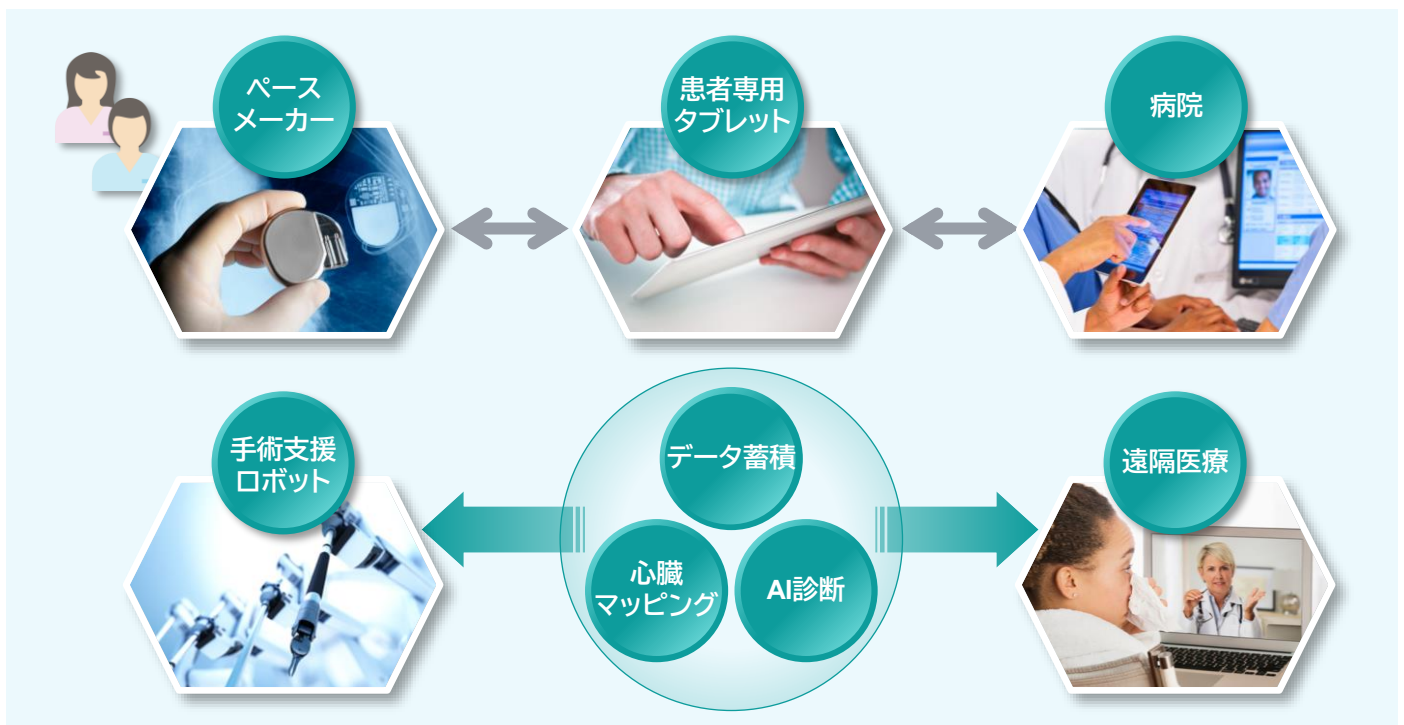 ペース
メーカー
患者専用
タブレット
病院
手術支援
ロボット
データ蓄積
心臓
マッピング
AI診断
遠隔医療